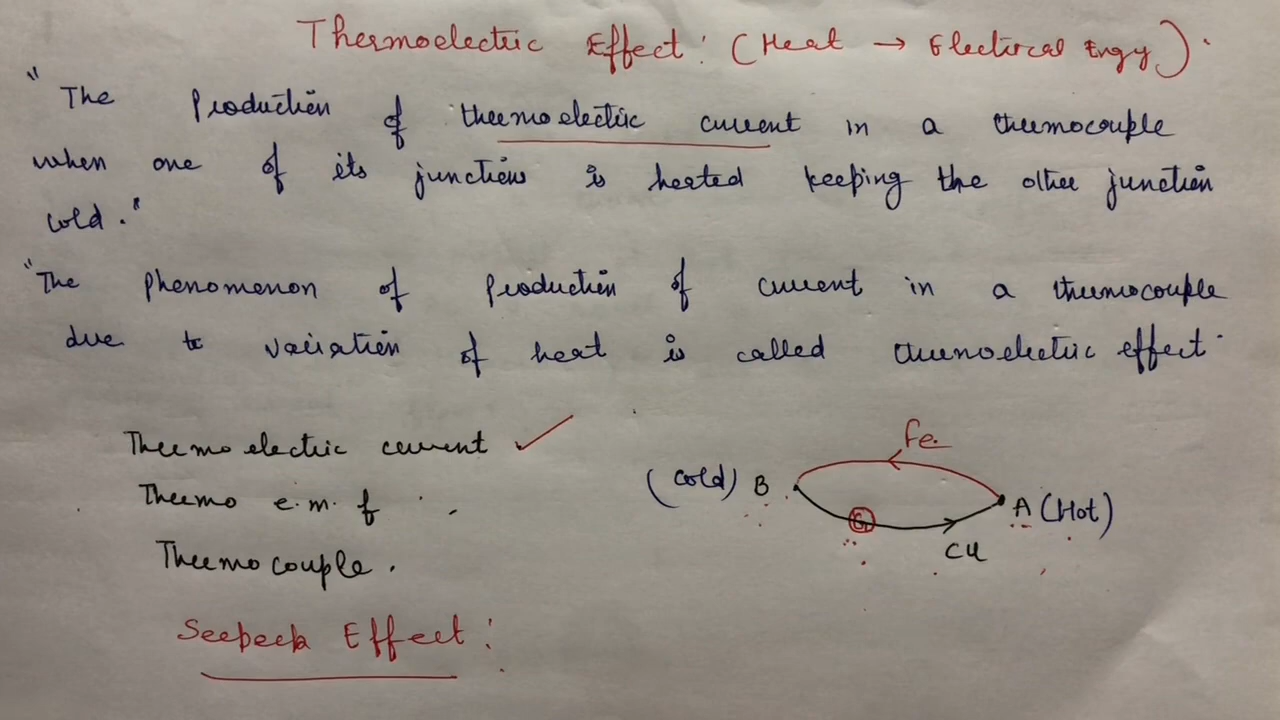 Thermoelectric Effect: (Heat → Electrical Enrgy).
"The Production of thermoelectric current in a thermocouple
when one of its junctions is heated keeping the other junction
cold."
"The phenomenon of production of current in a thermocouple
due to variation of heat is called thermoelectric effect.
Thermoelectric current ✓
Thermo e.m.f
Thermocouple.
Seebeck Effect:
Fe.
(cold) B
A (Hot)
G
Cu